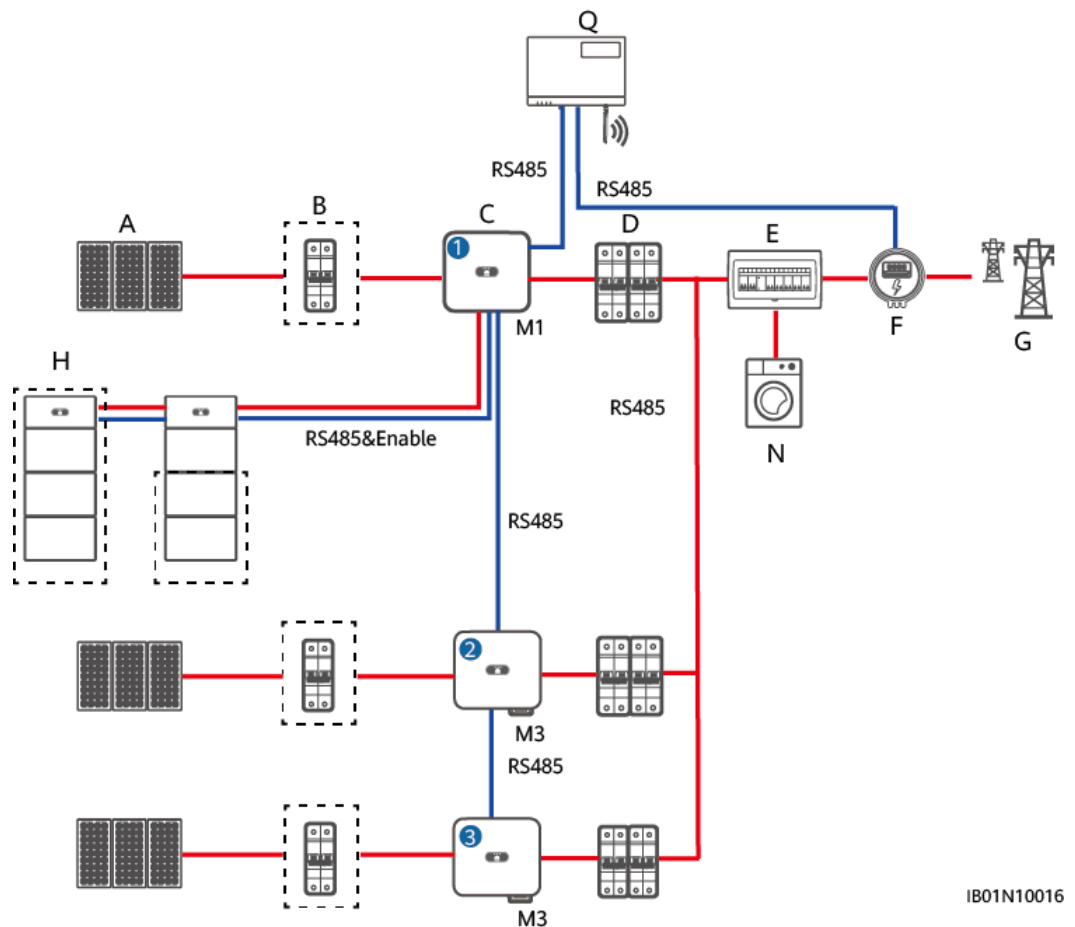 Q
RS485
RS485
A
B
C
D
E
1
M1
F
G
H
RS485
N
RS485&Enable
RS485
2
M3
RS485
3
M3
IB01N10016